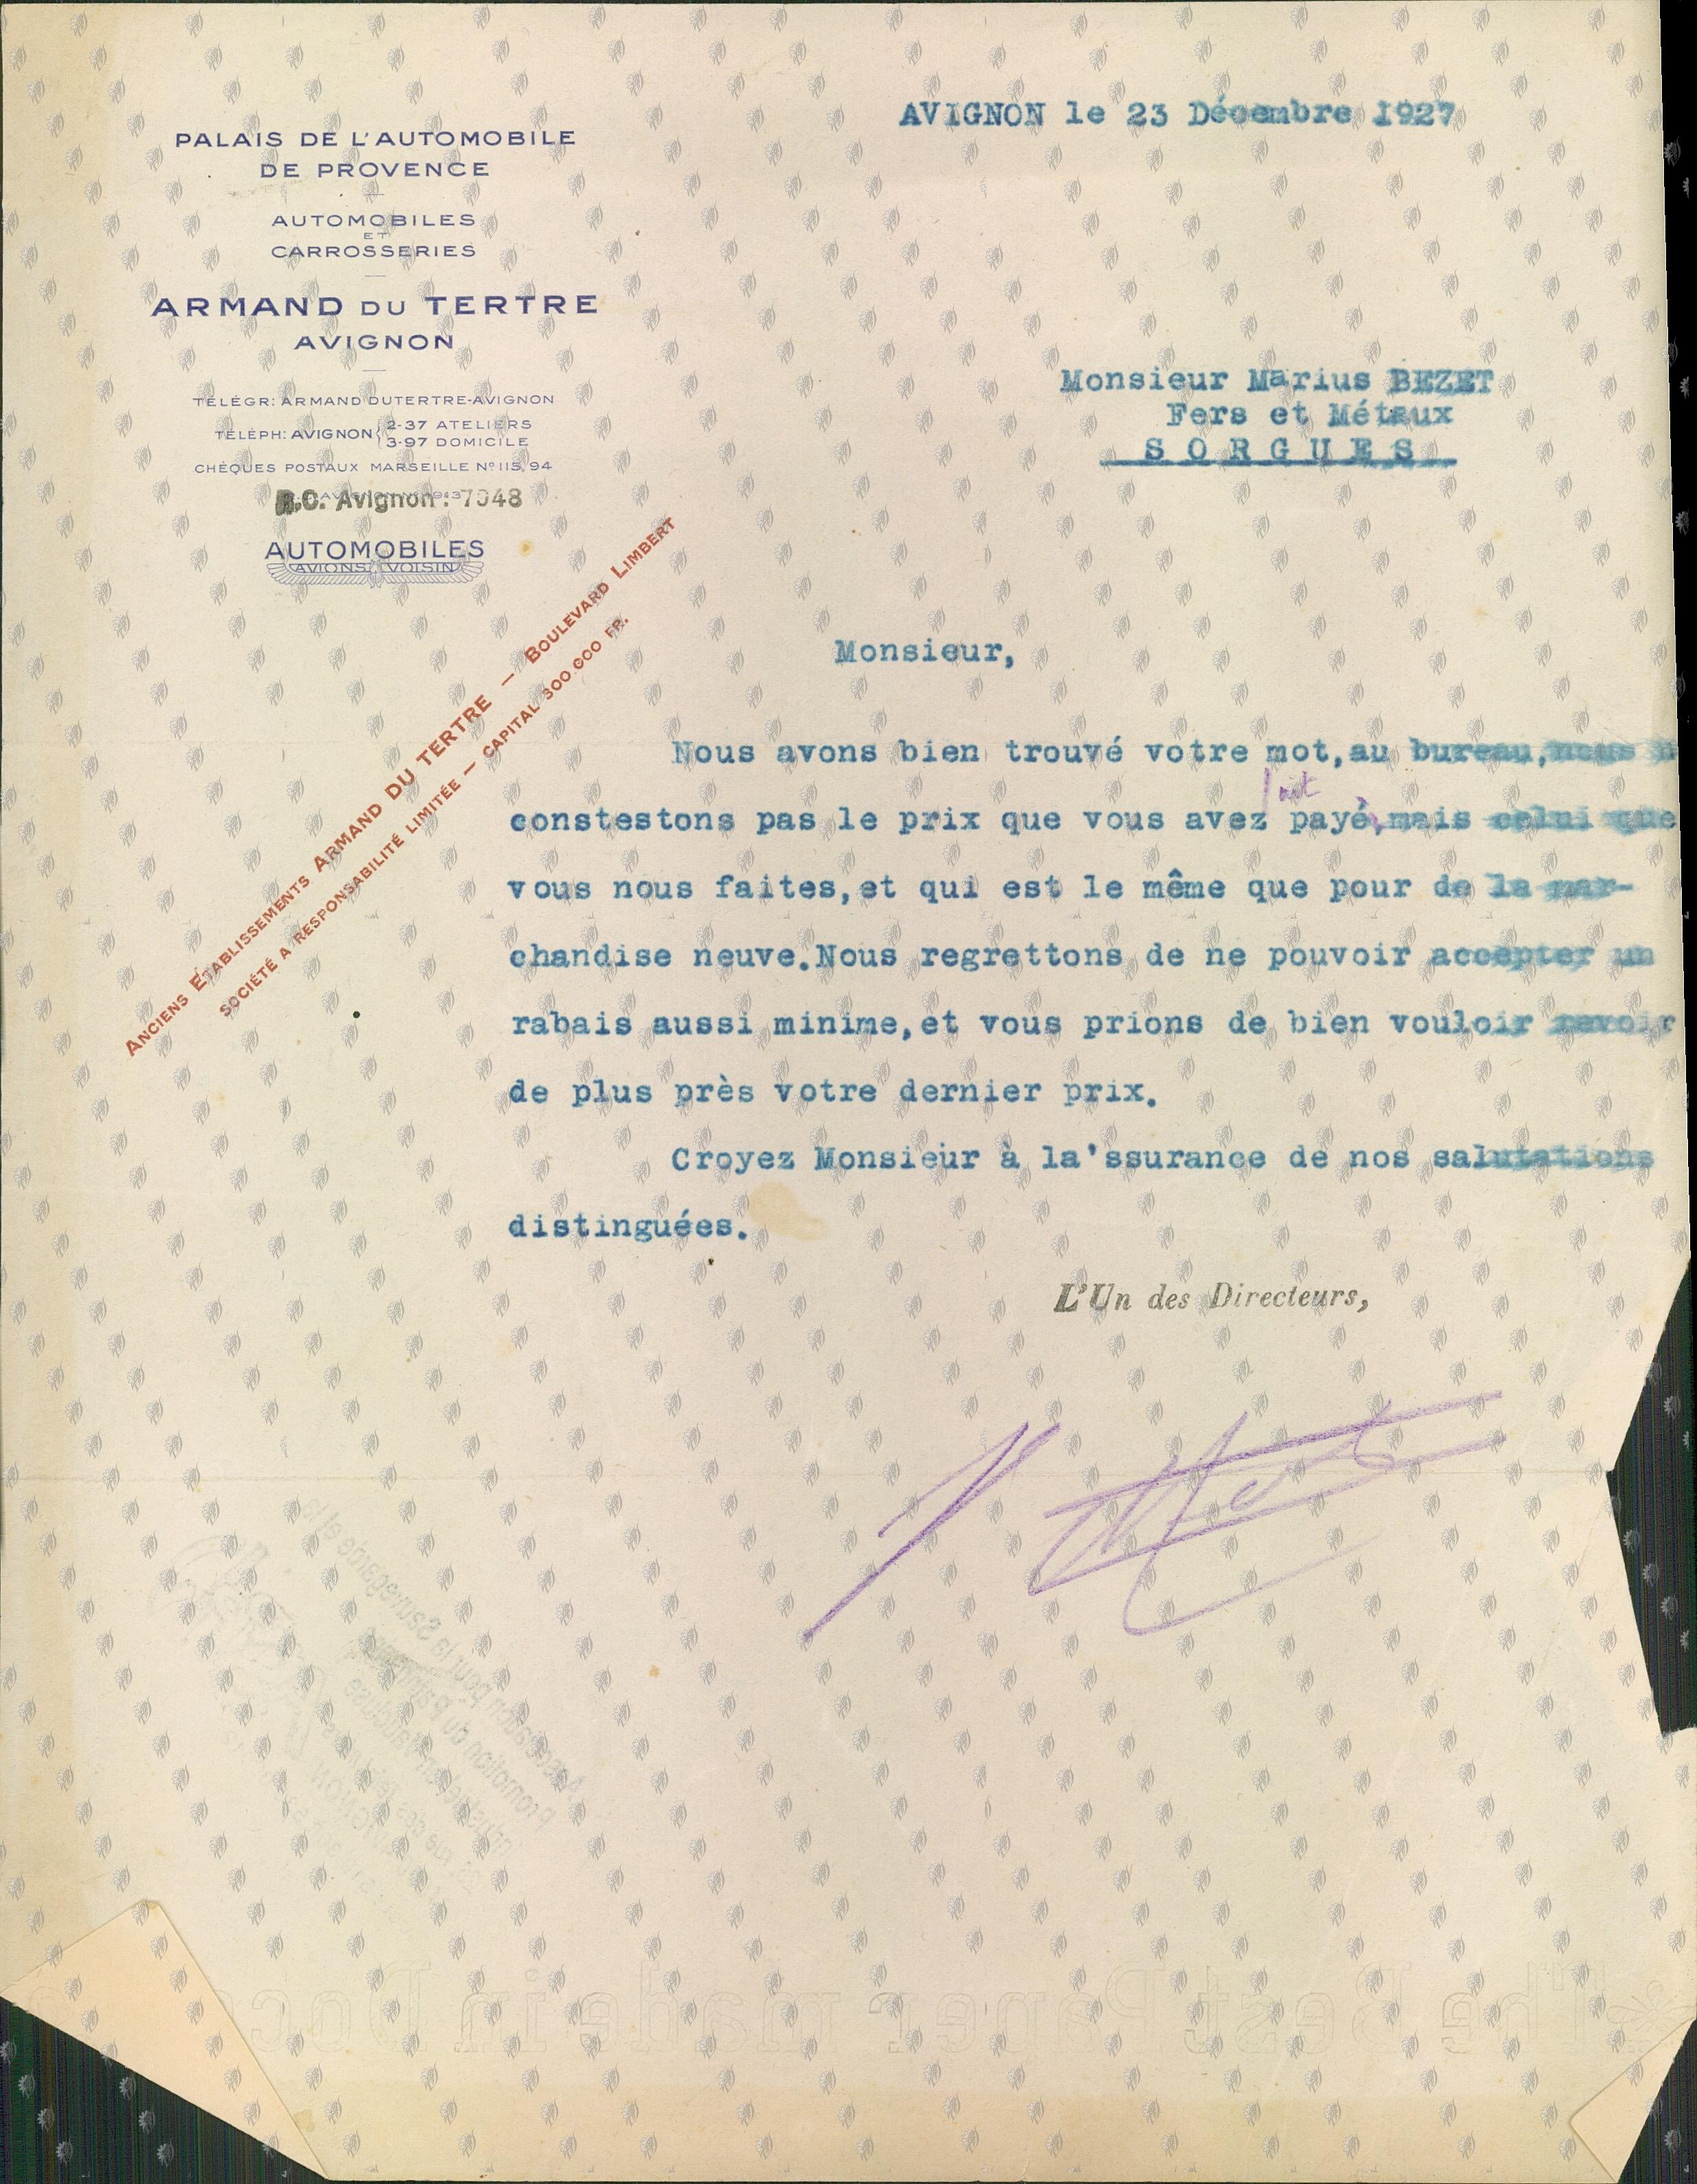 AVIGNON le 23 Décembre 1927
PALAIS DE L'AUTOMOBILE
DE PROVENCE
AUTOMOBILES
ET
CARROSSERIES
ARMAND DU TERTRE
AVIGNON
TÉLÉGR: ARMAND DUTERTRE-AVIGNON
TÉLÉPH: AVIGNON { 2-37 ATELIERS
3-97 DOMICILE
CHÈQUES POSTAUX MARSEILLE N° 115,94
R.C. Avignon : 7948
AUTOMOBILES
AVIONS VOISIN
ANCIENS ÉTABLISSEMENTS ARMAND DU TERTRE — BOULEVARD LIMBERT
SOCIÉTÉ A RESPONSABILITÉ LIMITÉE — CAPITAL 300.000 FR.
Monsieur Marius BEZET
Fers et Métaux
SORGUES
Monsieur,
Nous avons bien trouvé votre mot,au bureau,nous n
constestons pas le prix que vous avez payé,mais celui que
vous nous faites,et qui est le même que pour de la mar-
chandise neuve.Nous regrettons de ne pouvoir accepter un
rabais aussi minime,et vous prions de bien vouloir revoir
de plus près votre dernier prix.
Croyez Monsieur à la'ssurance de nos salutations
distinguées.
L'Un des Directeurs,